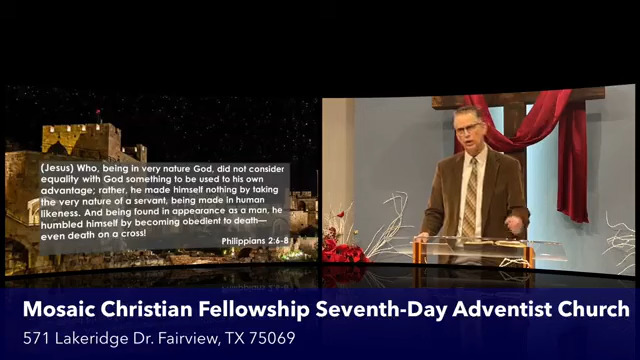 (Jesus) Who, being in very nature God, did not consider
equality with God something to be used to his own
advantage; rather, he made himself nothing by taking
the very nature of a servant, being made in human
likeness. And being found in appearance as a man, he
humbled himself by becoming obedient to death—
even death on a cross!
Philippians 2:6-8
Mosaic Christian Fellowship Seventh-Day Adventist Church
571 Lakeridge Dr. Fairview, TX 75069